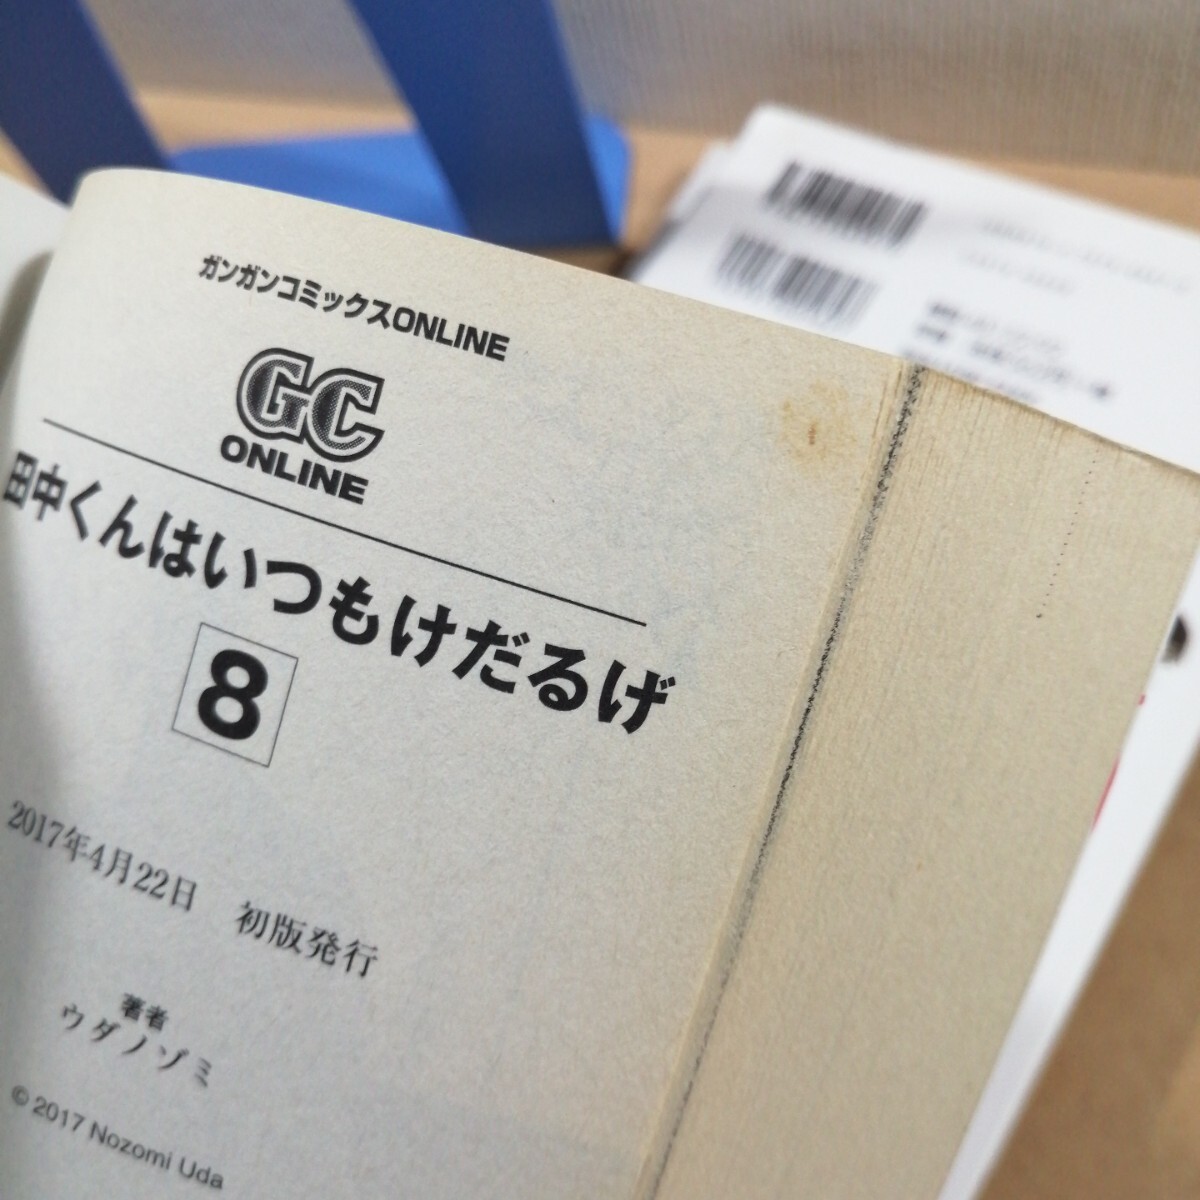 ガンガンコミックスONLINE
GC
ONLINE
田中くんはいつもけだるげ
8
2017年4月22日 初版発行
著者
ウダノゾミ
© 2017 Nozomi Uda